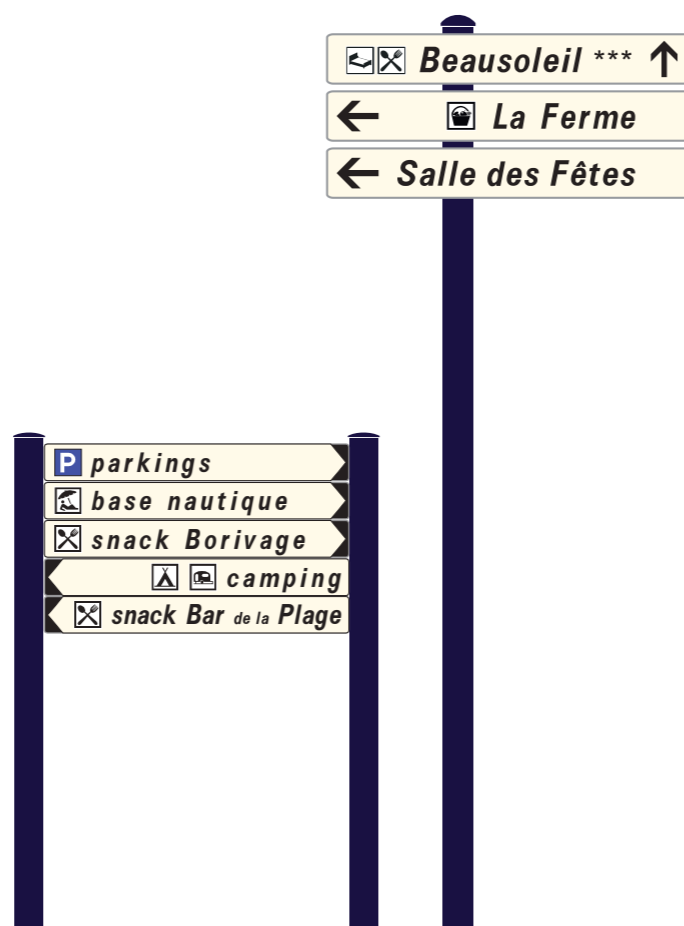 Beausoleil ***
La Ferme
Salle des Fêtes
P parkings
base nautique
snack Borivage
camping
snack Bar de la Plage